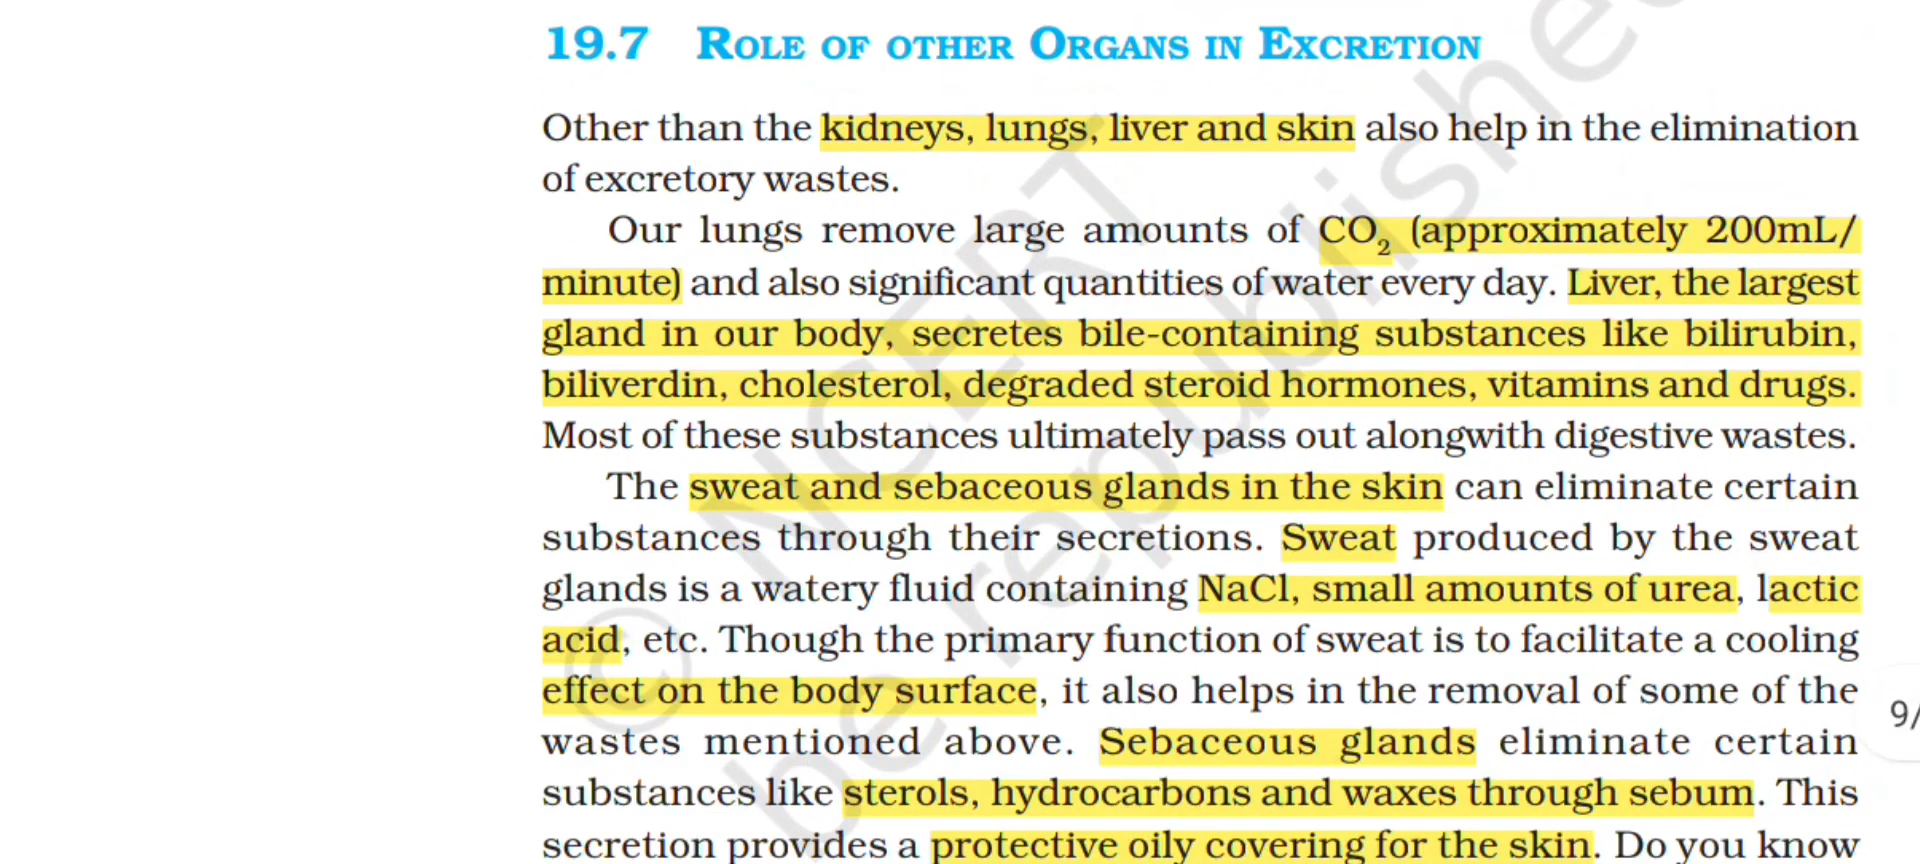 19.7 ROLE OF OTHER ORGANS IN EXCRETION
Other than the kidneys, lungs, liver and skin also help in the elimination
of excretory wastes.
Our lungs remove large amounts of CO₂ (approximately 200mL/
minute) and also significant quantities of water every day. Liver, the largest
gland in our body, secretes bile-containing substances like bilirubin,
biliverdin, cholesterol, degraded steroid hormones, vitamins and drugs.
Most of these substances ultimately pass out alongwith digestive wastes.
The sweat and sebaceous glands in the skin can eliminate certain
substances through their secretions. Sweat produced by the sweat
glands is a watery fluid containing NaCl, small amounts of urea, lactic
acid, etc. Though the primary function of sweat is to facilitate a cooling
effect on the body surface, it also helps in the removal of some of the
wastes mentioned above. Sebaceous glands eliminate certain
substances like sterols, hydrocarbons and waxes through sebum. This
secretion provides a protective oily covering for the skin. Do you know
9/
© NCERT
be republished